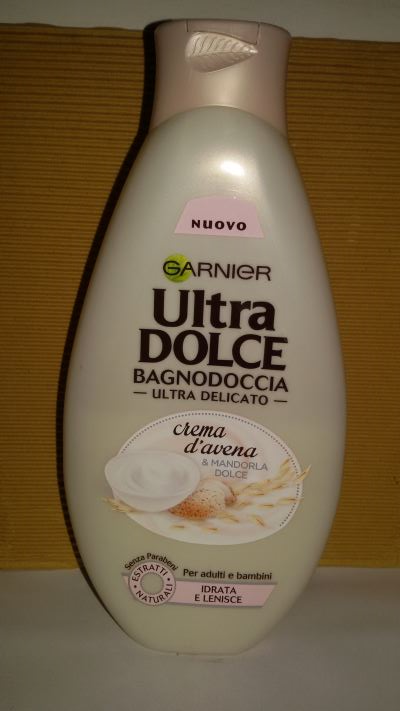 NUOVO
GARNIER
Ultra
DOLCE
BAGNODOCCIA
— ULTRA DELICATO —
crema
d'avena
& MANDORLA
DOLCE
Senza Parabeni
ESTRATTI
NATURALI
Per adulti e bambini
IDRATA
E LENISCE